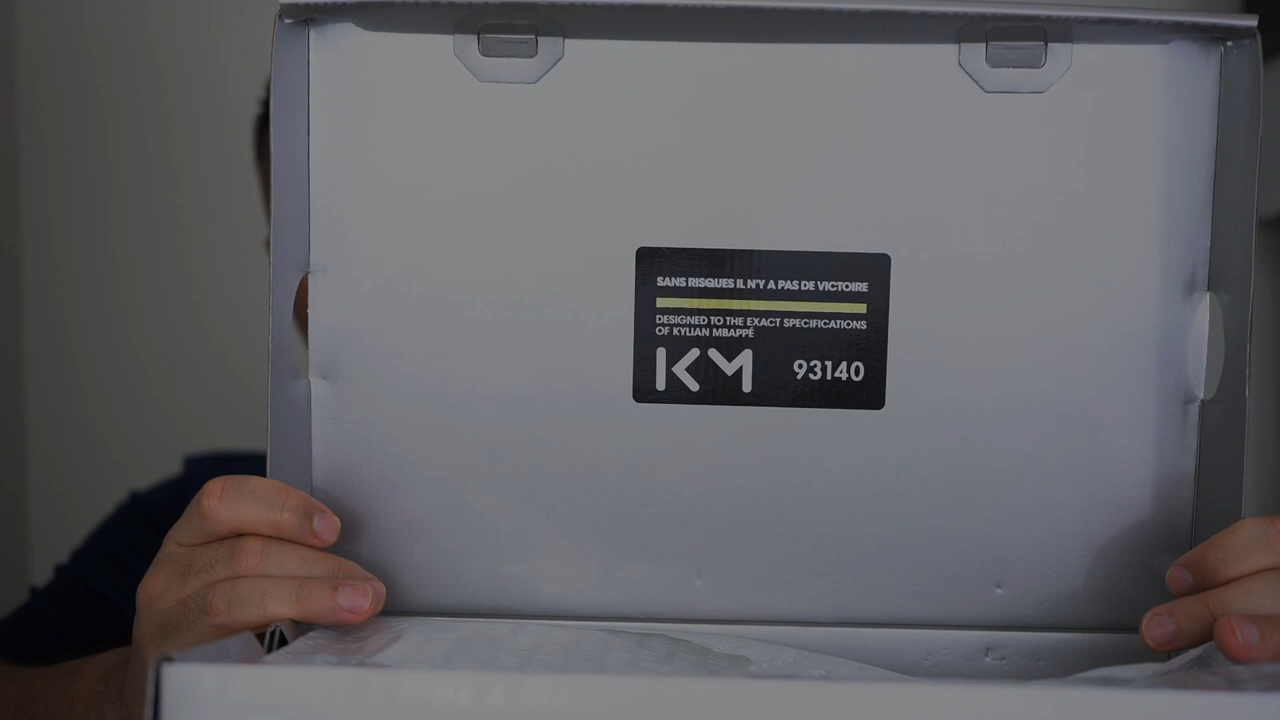 SANS RISQUES IL N'Y A PAS DE VICTOIRE
DESIGNED TO THE EXACT SPECIFICATIONS
OF KYLIAN MBAPPÉ
KM 93140